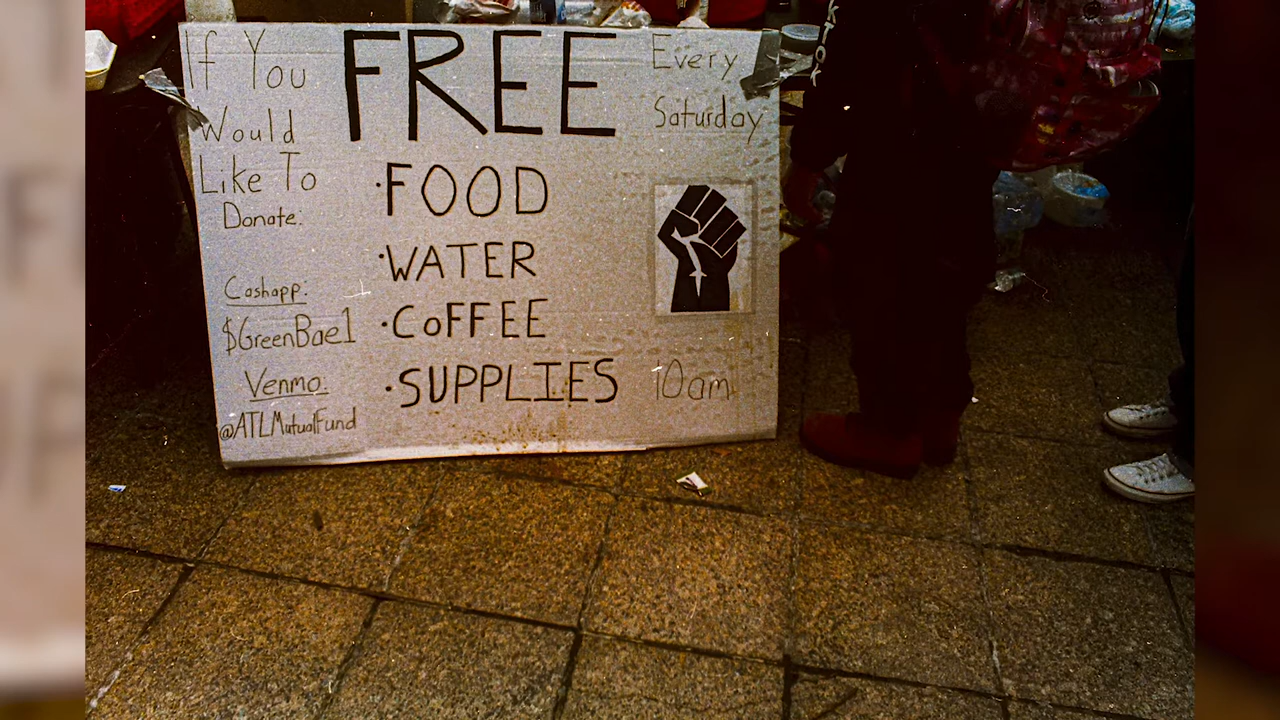 If You
Would
Like To
Donate:
Cashapp:
$GreenBae1
Venmo:
@ATLMutualFund
FREE
• FOOD
• WATER
• COFFEE
• SUPPLIES
Every
Saturday
10am